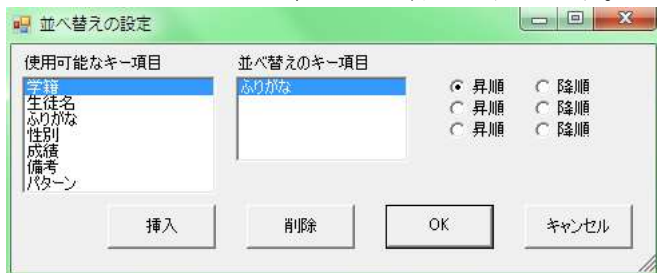 並べ替えの設定
使用可能なキー項目
並べ替えのキー項目
学籍
生徒名
ふりがな
性別
成績
備考
パターン
ふりがな
昇順 降順
昇順 降順
昇順 降順
挿入 削除 OK キャンセル